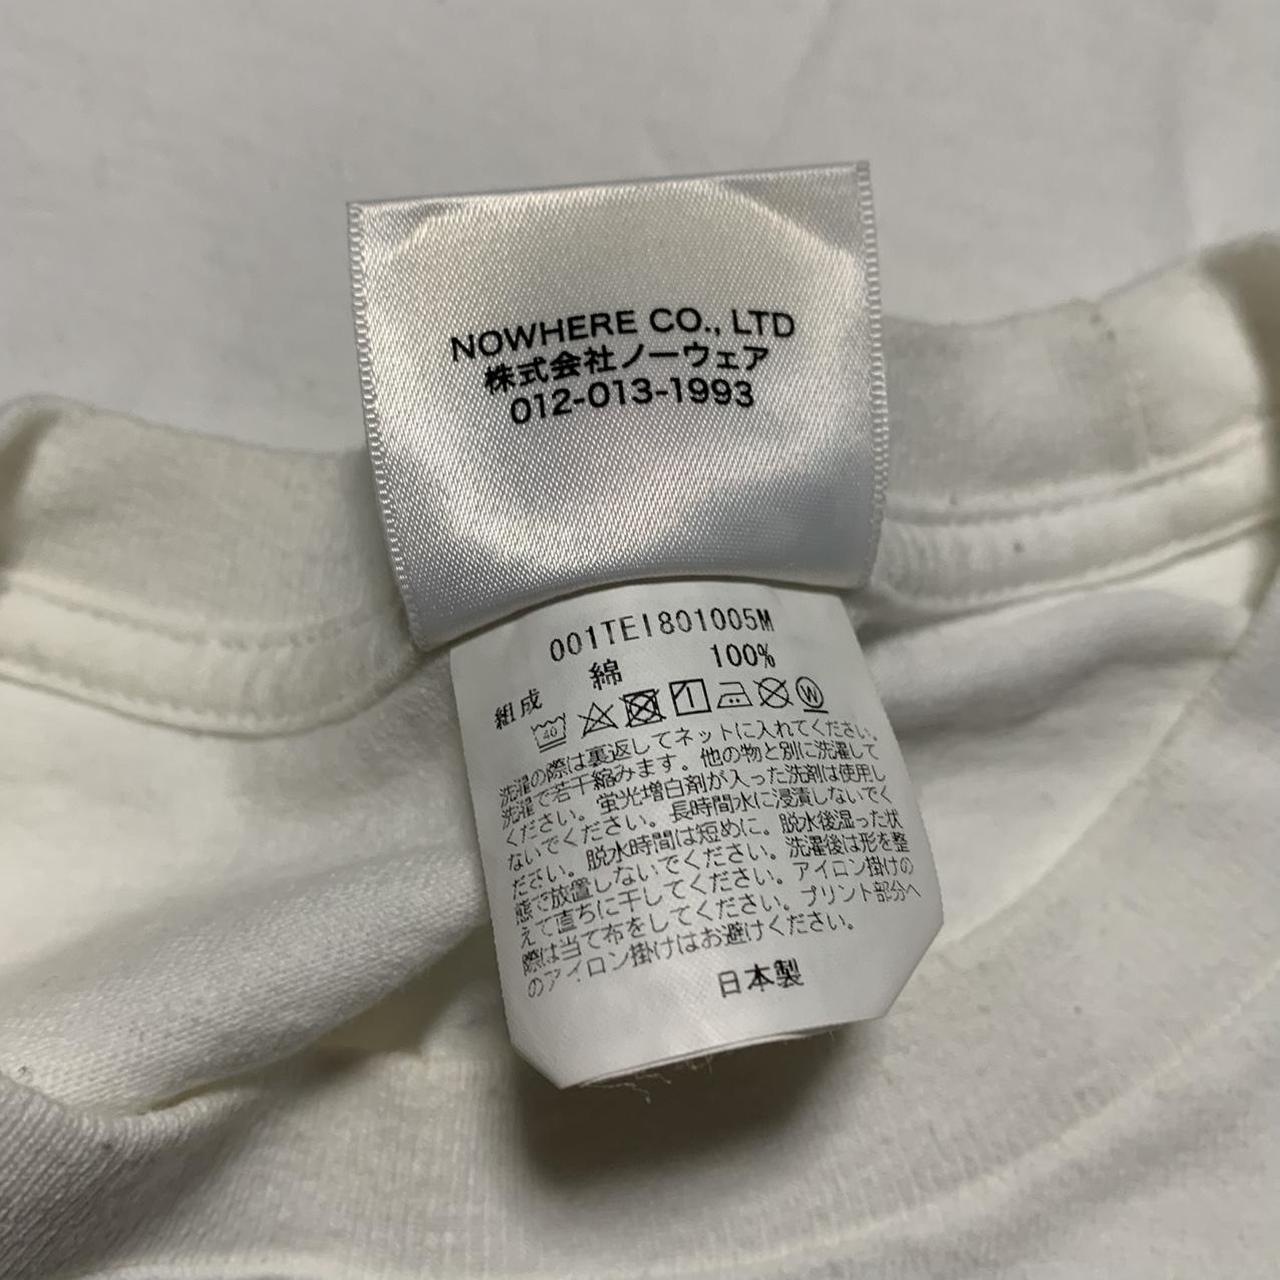 NOWHERE CO., LTD
株式会社ノーウェア
012-013-1993
001TEI801005M
組成 綿 100%
40 W
洗濯の際は裏返してネットに入れてください。
洗濯で若干縮みます。他の物と別に洗濯して
ください。蛍光増白剤が入った洗剤は使用し
ないでください。長時間水に浸漬しないでく
ださい。脱水時間は短めに。脱水後湿った状
態で放置しないでください。洗濯後は形を整
えて直ちに干してください。アイロン掛けの
際は当て布をしてください。プリント部分へ
のアイロン掛けはお避けください。
日本製